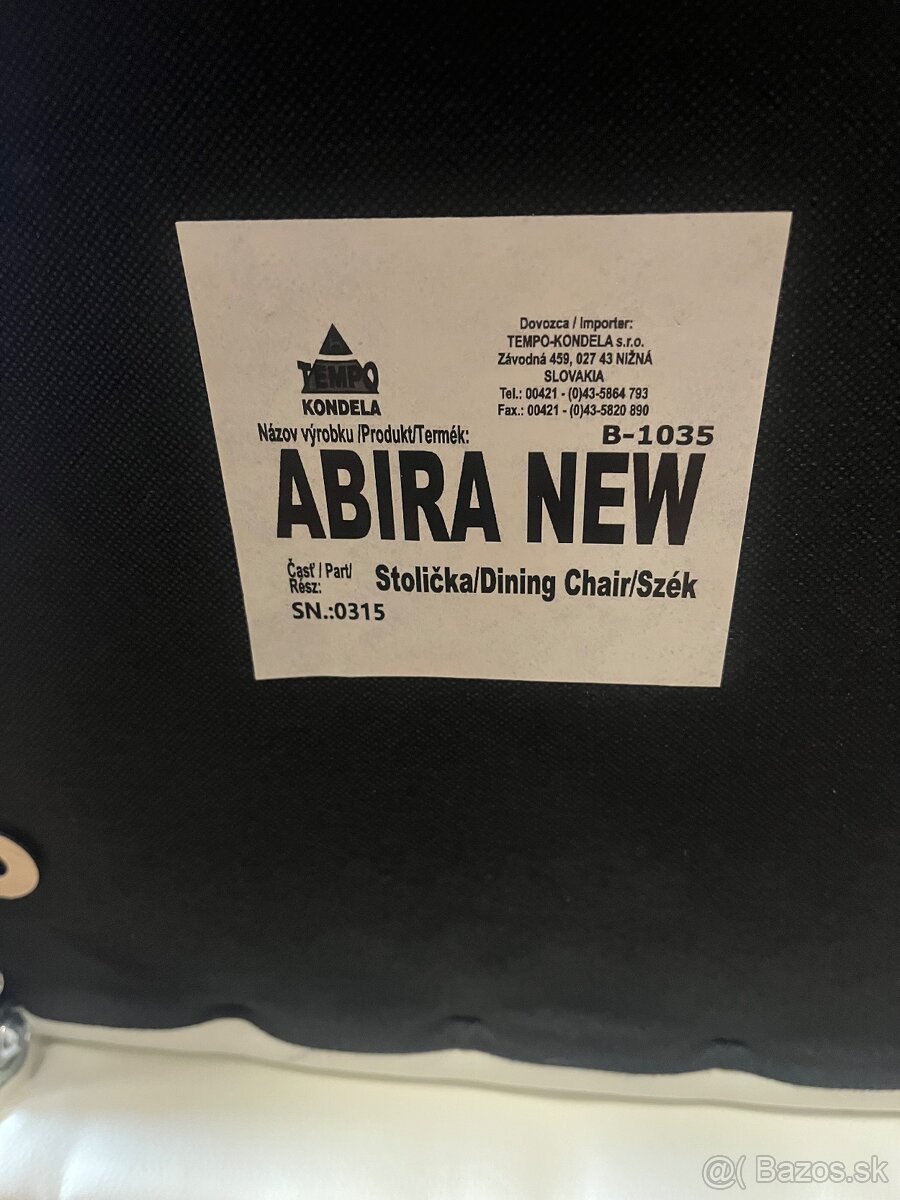 TEMPO
KONDELA
Dovozca / Importer:
TEMPO-KONDELA s.r.o.
Závodná 459, 027 43 NIŽNÁ
SLOVAKIA
Tel.: 00421 - (0)43-5864 793
Fax.: 00421 - (0)43-5820 890
Názov výrobku /Produkt/Termék:
B-1035
ABIRA NEW
Časť / Part/
Rész:
Stolička/Dining Chair/Szék
SN.:0315
@( Bazos.sk